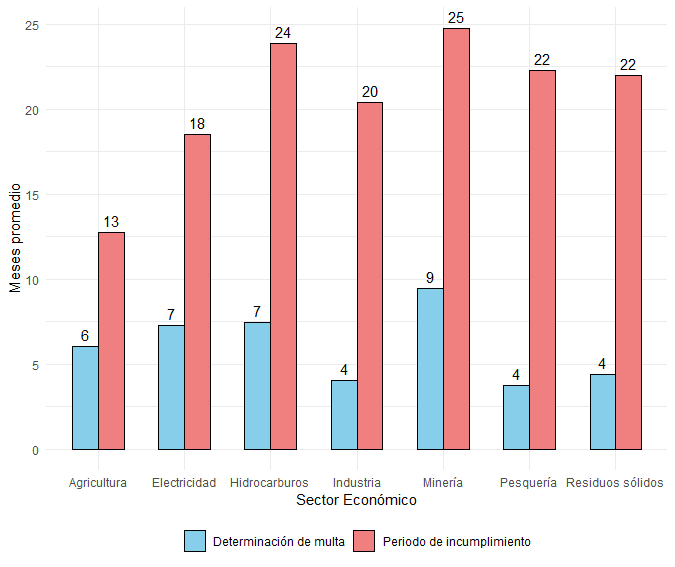 25
20
15
10
5
0
Meses promedio
6
13
7
18
7
24
4
20
9
25
4
22
4
22
Agricultura
Electricidad
Hidrocarburos
Industria
Minería
Pesquería
Residuos sólidos
Sector Económico
Determinación de multa
Periodo de incumplimiento